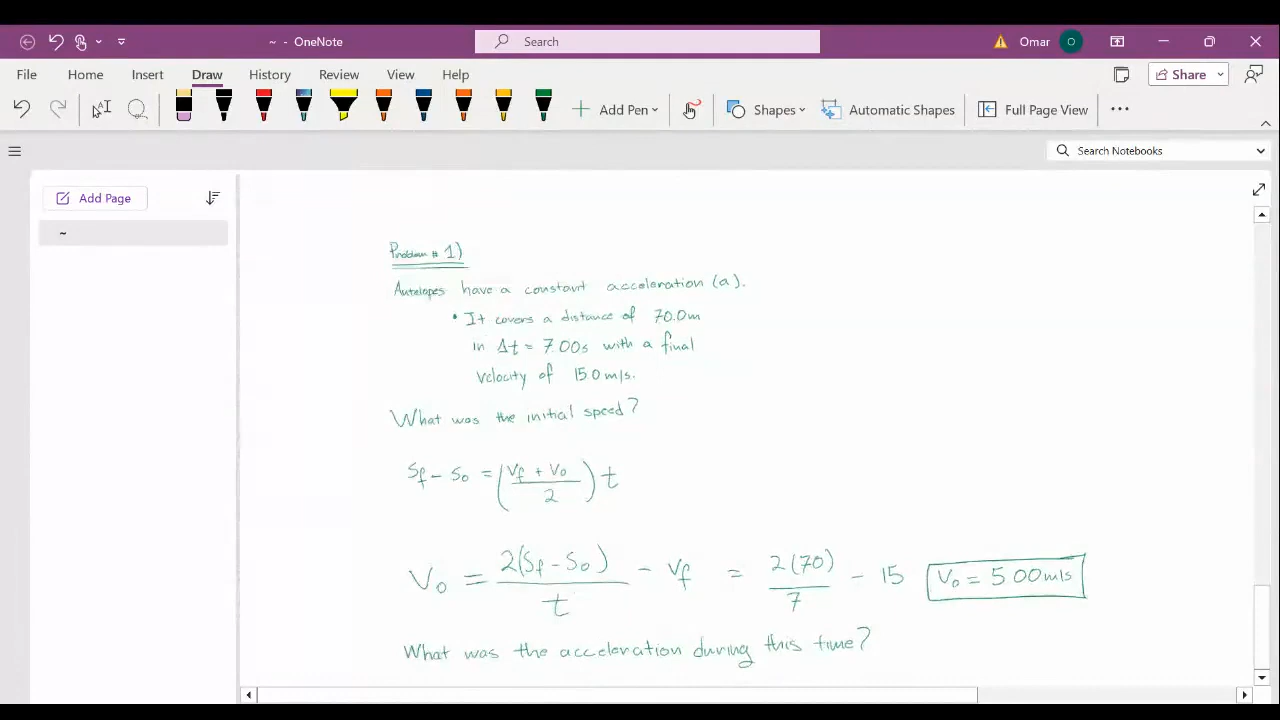 ~ - OneNote
Search
Omar
O
File Home Insert Draw History Review View Help
Share
Add Pen
Shapes
Automatic Shapes
Full Page View
Search Notebooks
Add Page
~
Problem # 1)
Antelopes have a constant acceleration (a).
• It covers a distance of 70.0m
in Δt = 7.00s with a final
velocity of 15.0 m/s.
What was the initial speed?
Sf - So = (Vf + Vo / 2) t
Vo = 2(Sf - So) / t - Vf = 2(70) / 7 - 15 Vo = 5.00 m/s
What was the acceleration during this time?